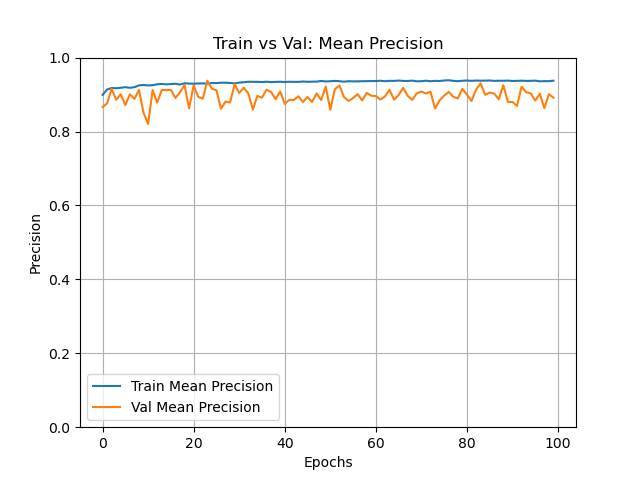 Train vs Val: Mean Precision
1.0
0.8
0.6
0.4
0.2
0.0
Precision
Train Mean Precision
Val Mean Precision
0 20 40 60 80 100
Epochs